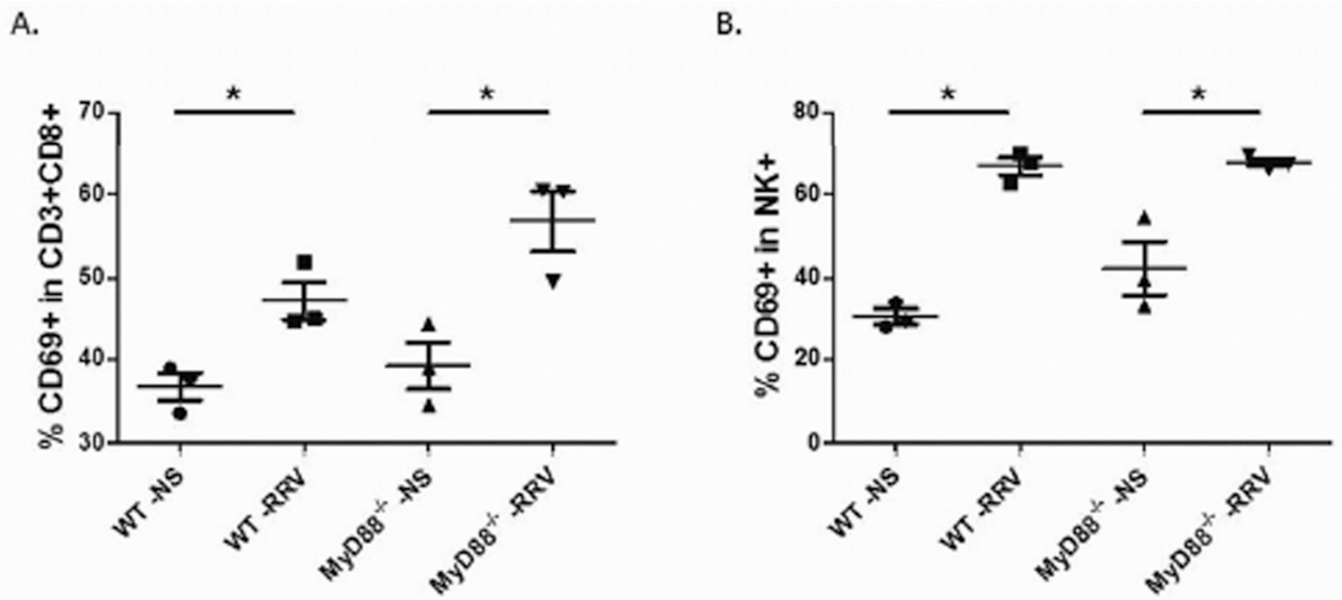 A.
% CD69+ in CD3+CD8+
70
60
50
40
30
*
*
WT -NS
WT -RRV
MyD88-/- -NS
MyD88-/- -RRV
B.
% CD69+ in NK+
80
60
40
20
0
*
*
WT -NS
WT -RRV
MyD88-/- -NS
MyD88-/- -RRV